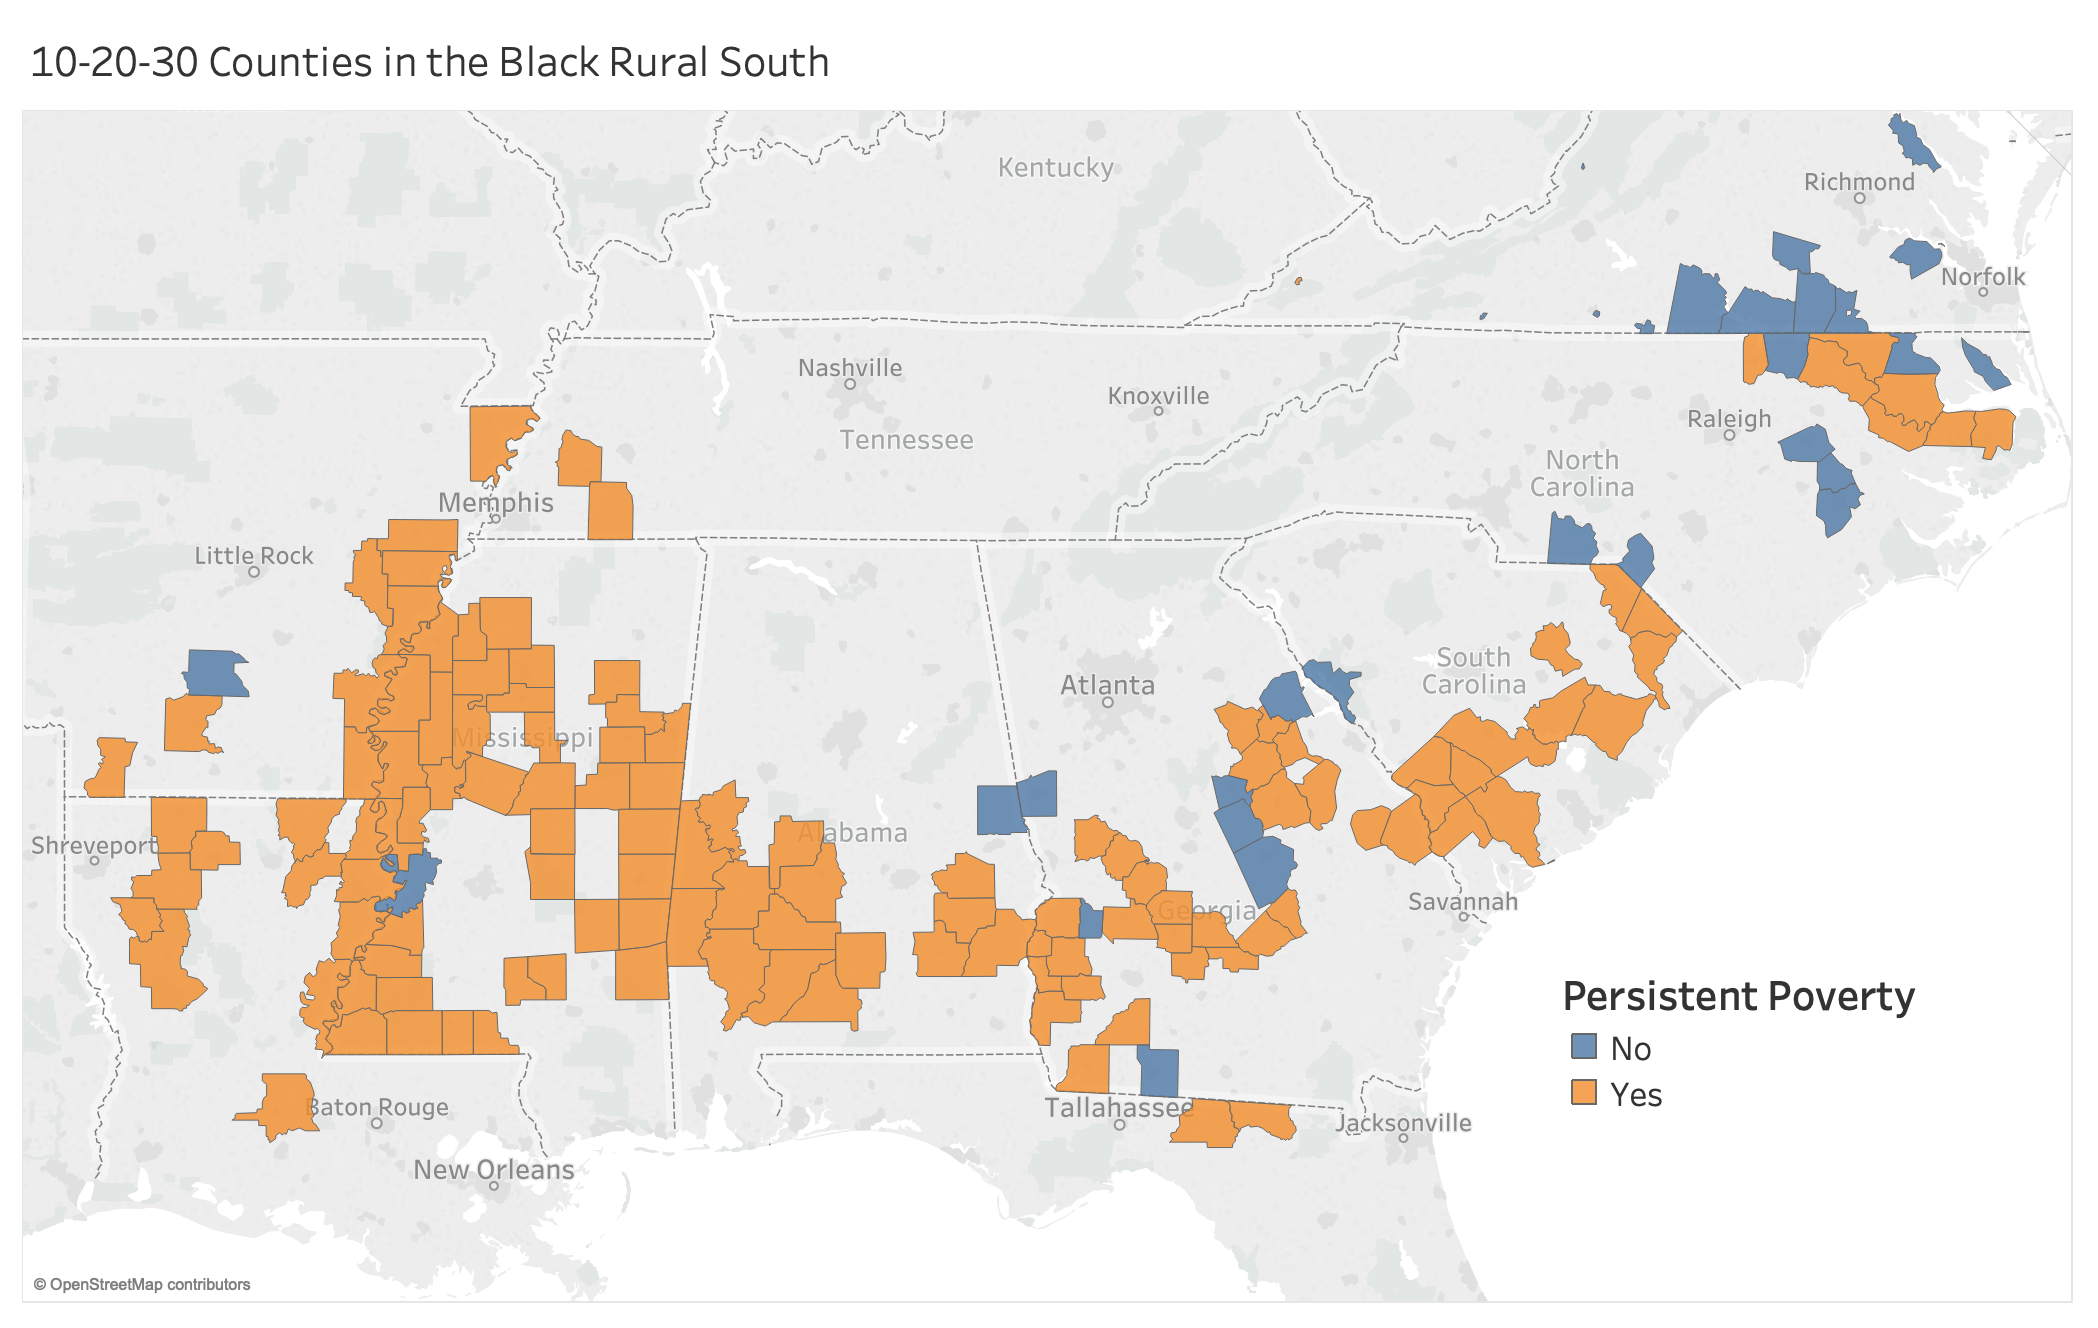 10-20-30 Counties in the Black Rural South
Kentucky
Richmond
Norfolk
Nashville
Knoxville
Tennessee
Raleigh
North
Carolina
Memphis
Little Rock
South
Carolina
Atlanta
Mississippi
Alabama
Shreveport
Georgia
Savannah
Persistent Poverty
No
Yes
Baton Rouge
Tallahassee
Jacksonville
New Orleans
© OpenStreetMap contributors